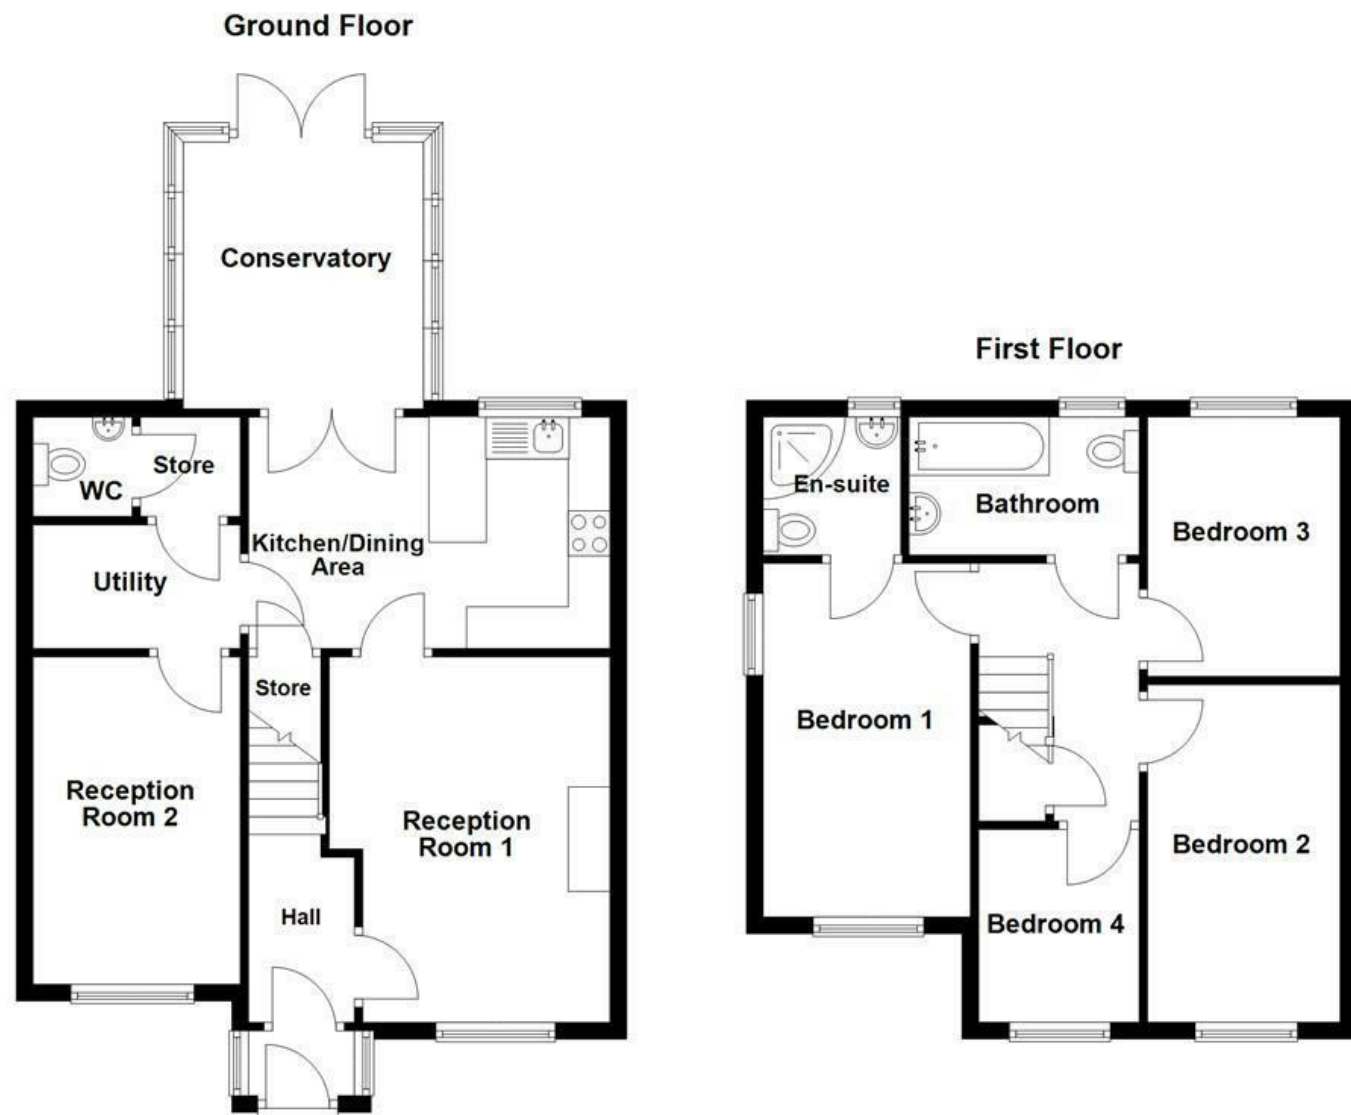 Ground Floor
Conservatory
Store
WC
Kitchen/Dining
Area
Utility
Store
Reception
Room 2
Reception
Room 1
Hall
First Floor
En-suite
Bathroom
Bedroom 3
Bedroom 1
Bedroom 2
Bedroom 4